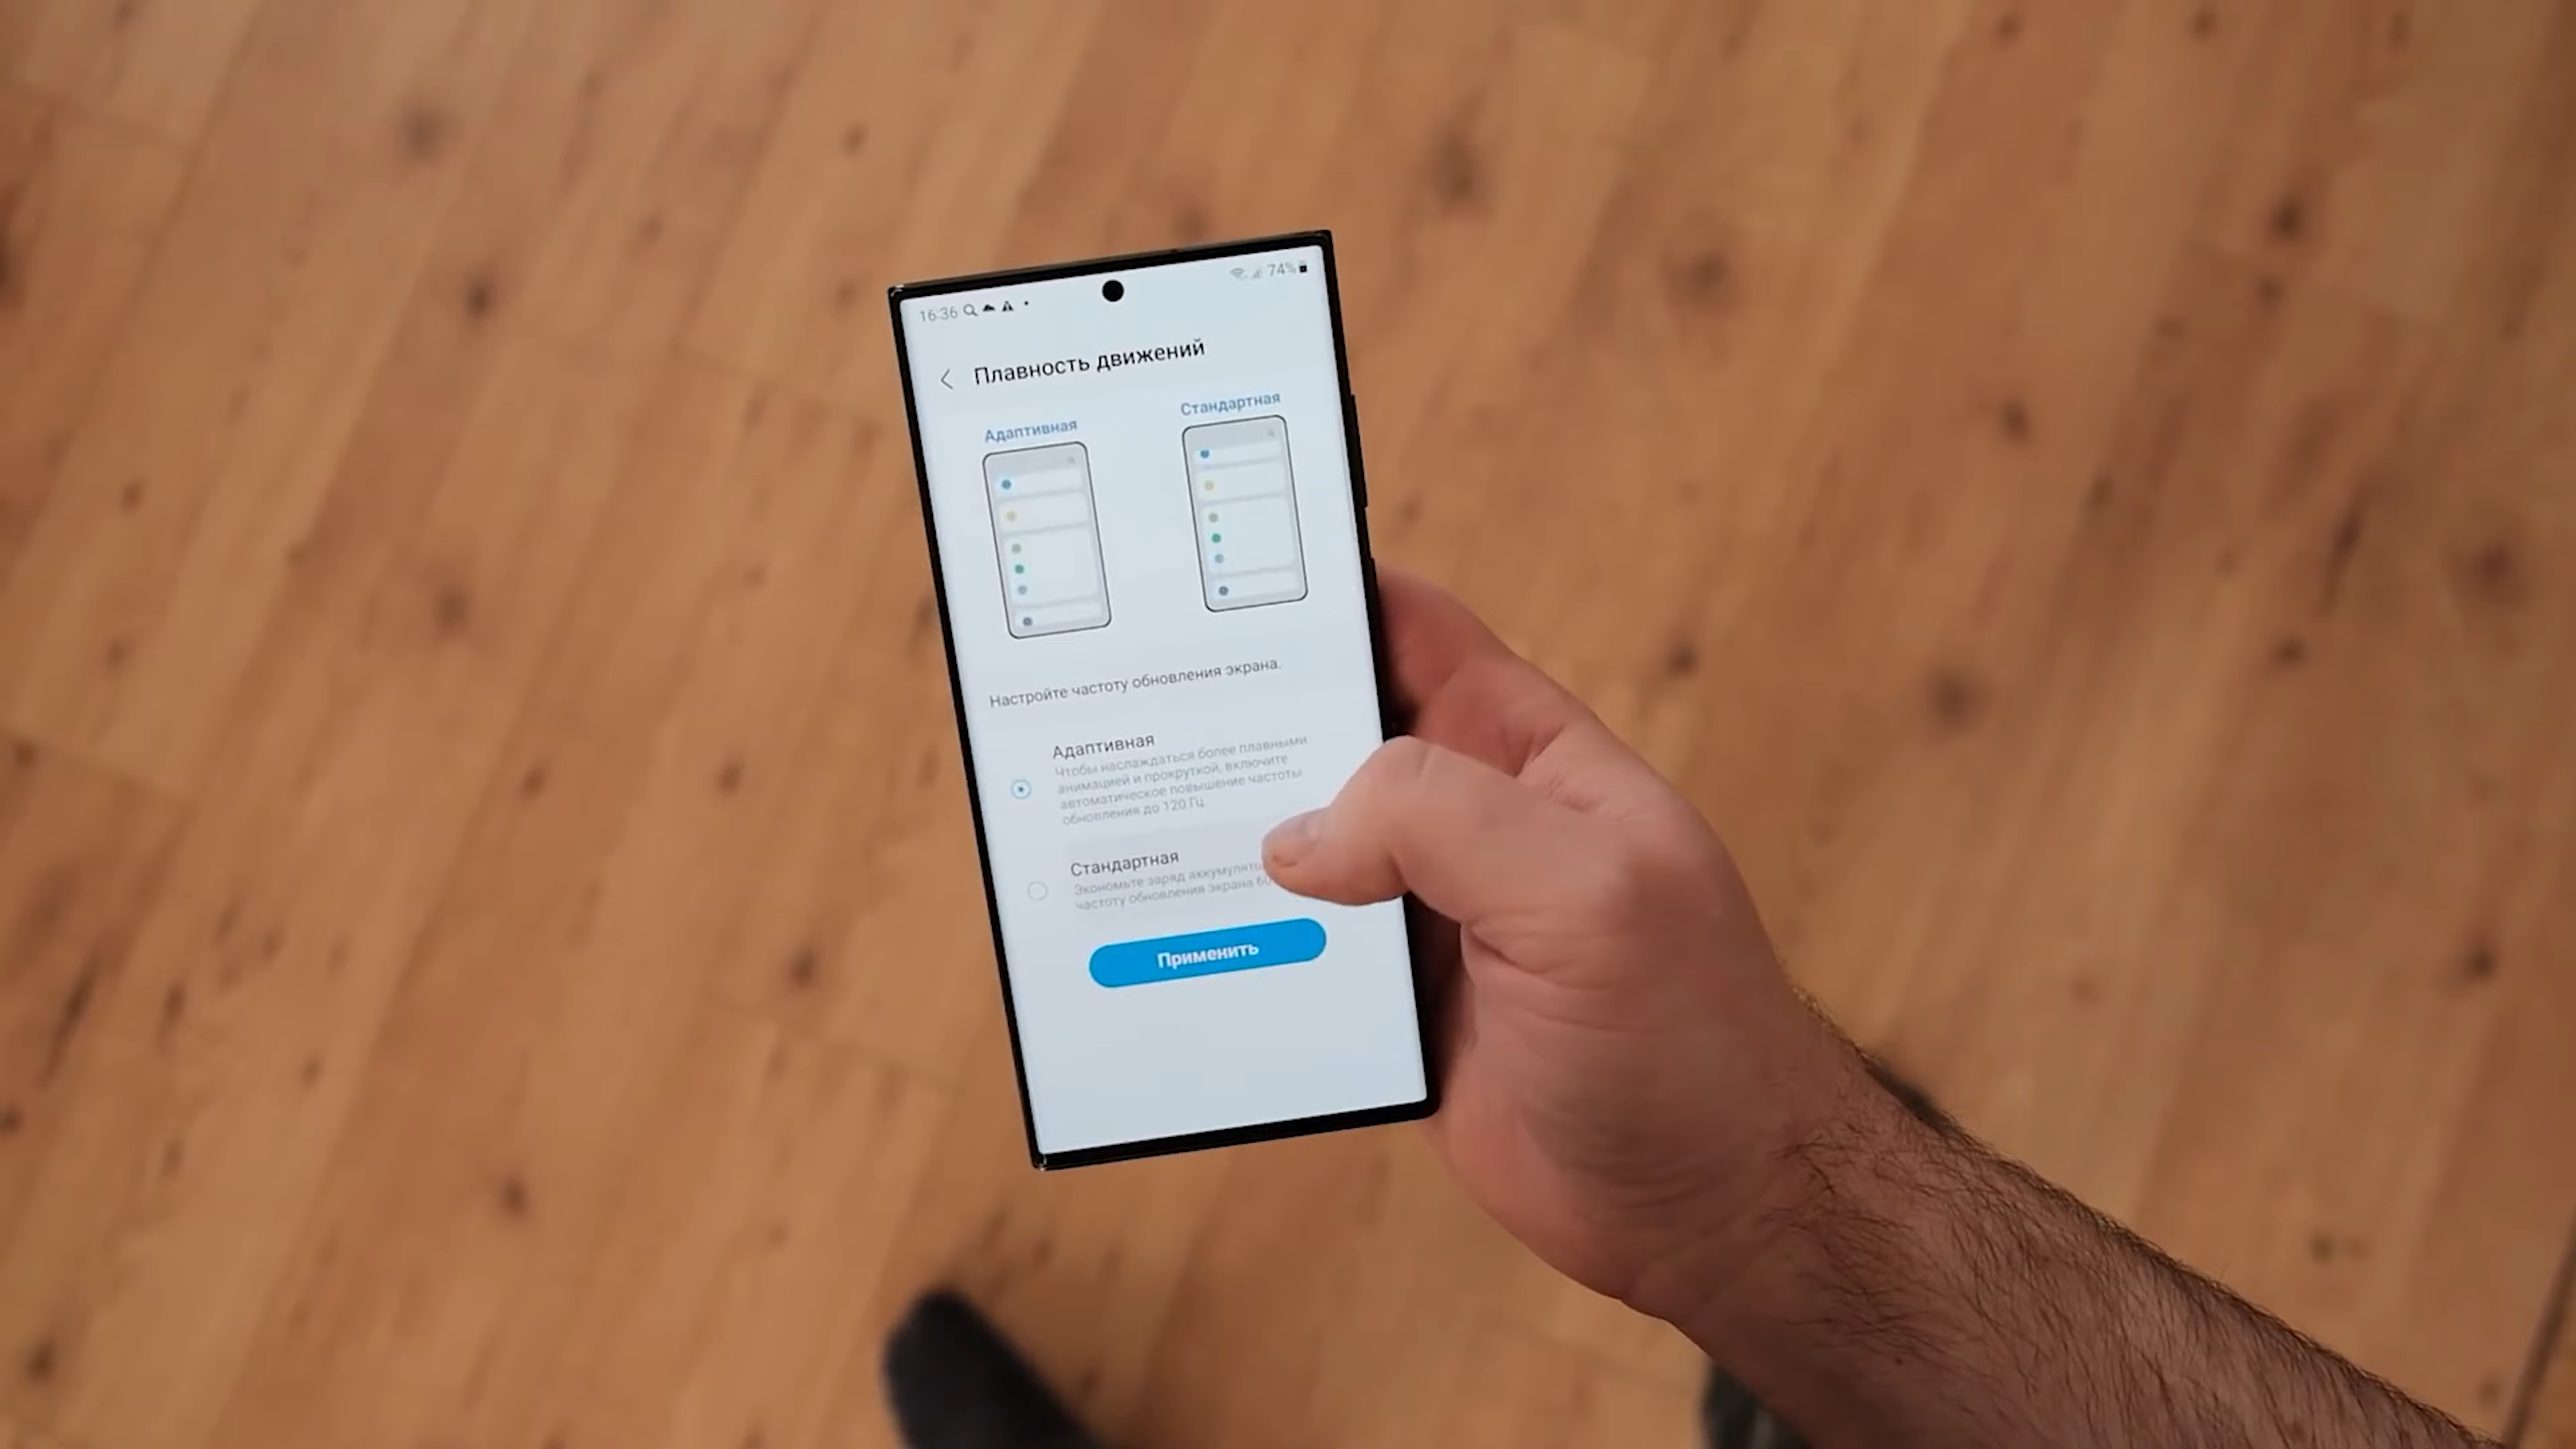 16:36
74%
Плавность движений
Адаптивная
Стандартная
Настройте частоту обновления экрана.
Адаптивная
Чтобы наслаждаться более плавными
анимацией и прокруткой, включите
автоматическое повышение частоты
обновления до 120 Гц
Стандартная
Экономьте заряд
частоту обновления экрана
Применить